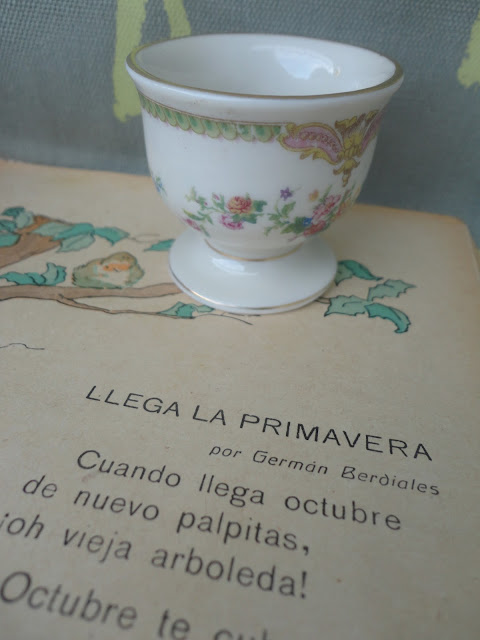 LLEGA LA PRIMAVERA
por Germán Berdiales
Cuando llega octubre
de nuevo palpitas,
¡oh vieja arboleda!
Octubre te